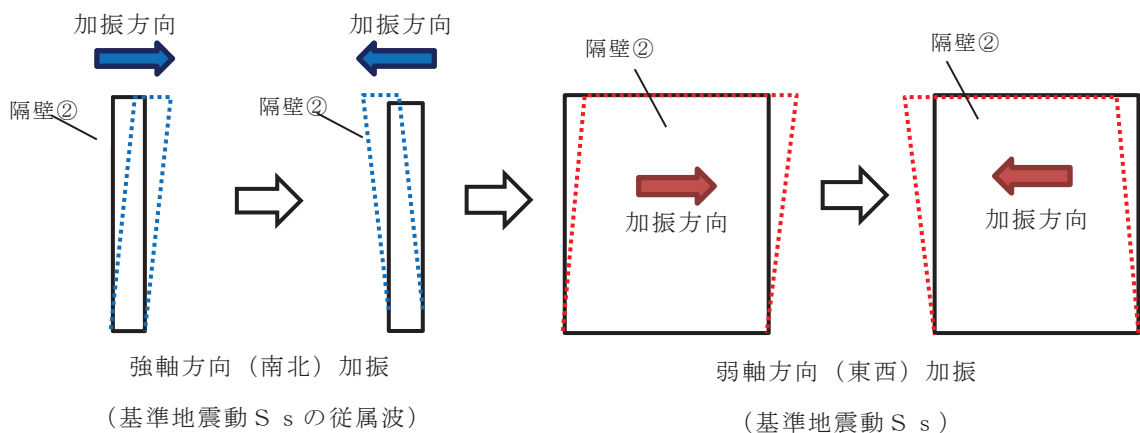 加振方向
加振方向
隔壁②
隔壁②
隔壁②
隔壁②
加振方向
加振方向
強軸方向（南北）加振
（基準地震動Ｓｓの従属波）
弱軸方向（東西）加振
（基準地震動Ｓｓ）